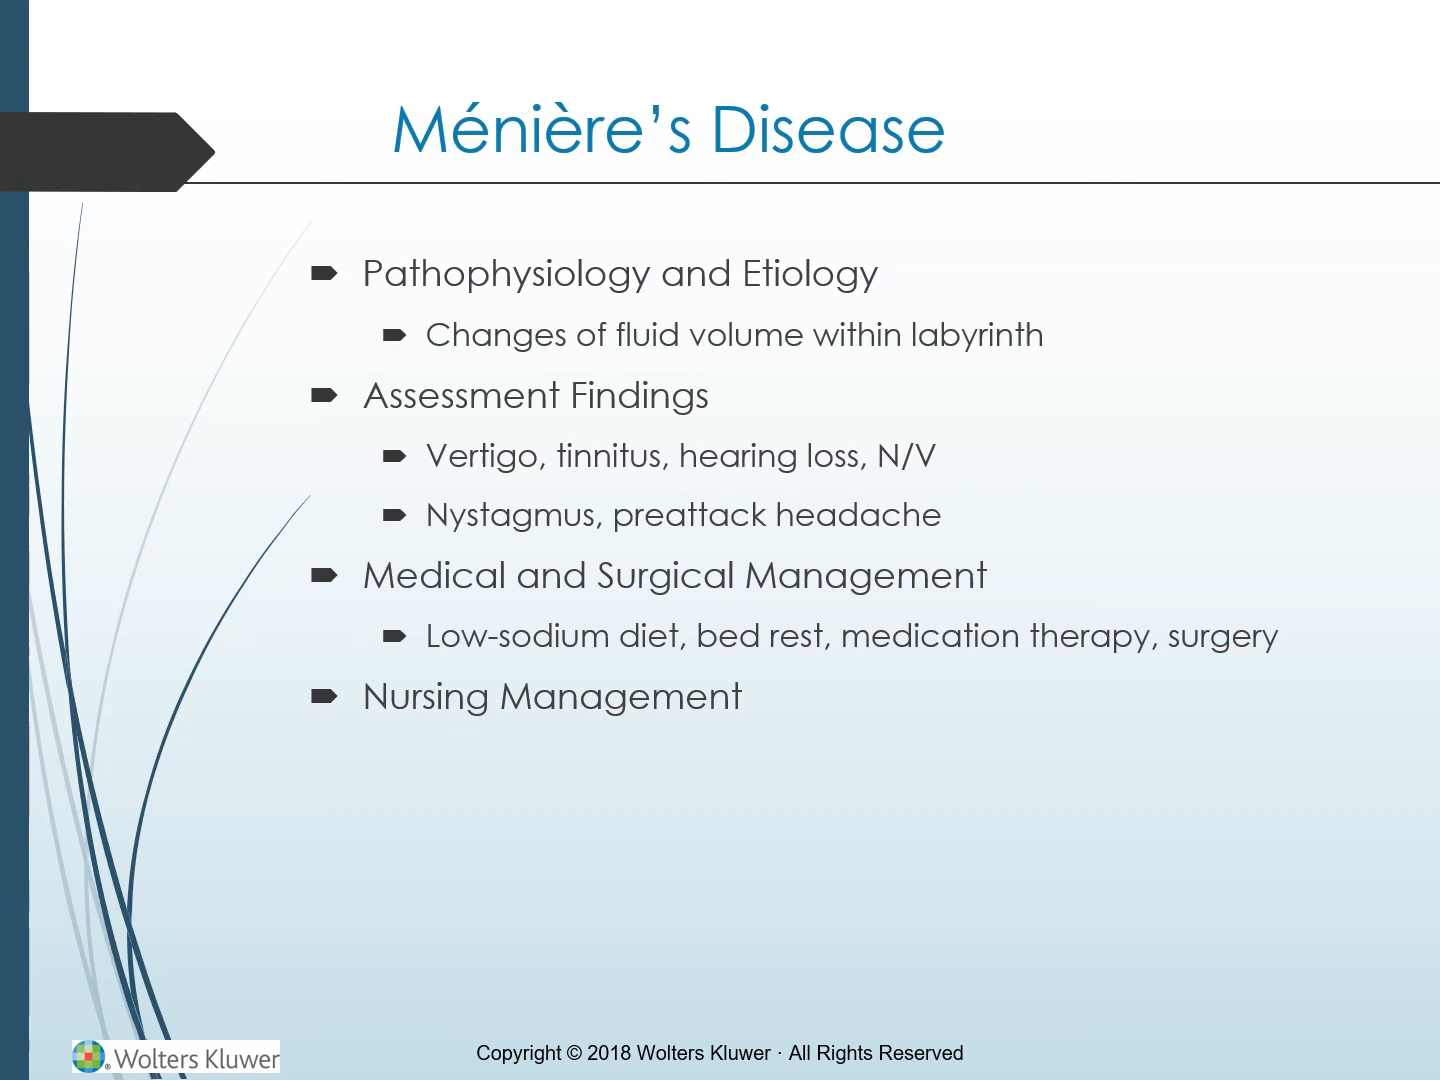 Ménière’s Disease
Pathophysiology and Etiology
Changes of fluid volume within labyrinth
Assessment Findings
Vertigo, tinnitus, hearing loss, N/V
Nystagmus, preattack headache
Medical and Surgical Management
Low-sodium diet, bed rest, medication therapy, surgery
Nursing Management
Wolters Kluwer
Copyright © 2018 Wolters Kluwer · All Rights Reserved